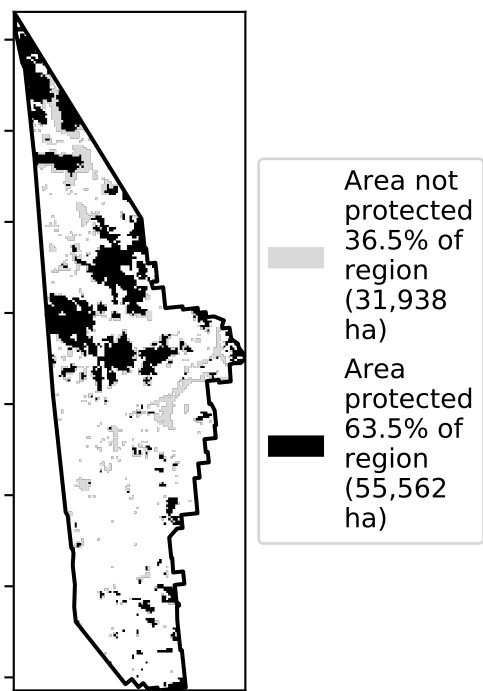 Area not
protected
36.5% of
region
(31,938
ha)
Area
protected
63.5% of
region
(55,562
ha)